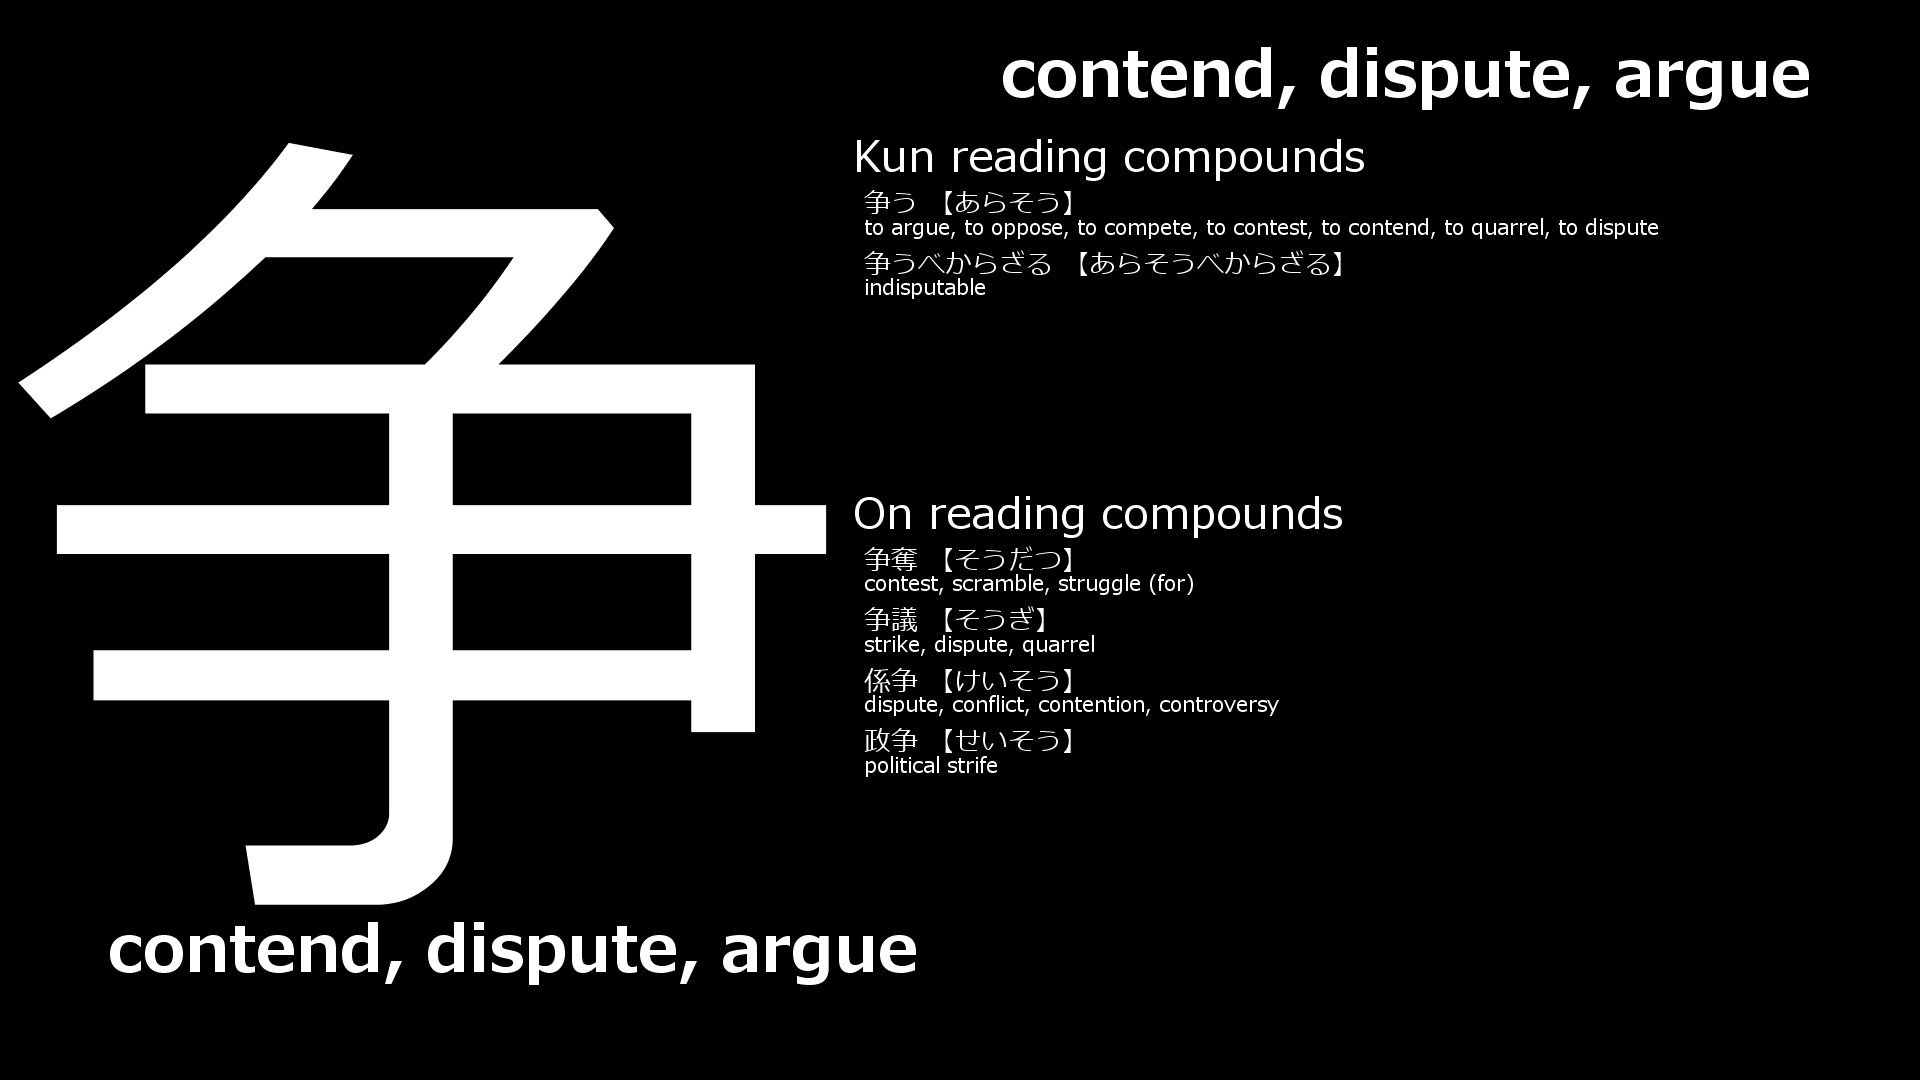 争
contend, dispute, argue
contend, dispute, argue
Kun reading compounds
争う 【あらそう】
to argue, to oppose, to compete, to contest, to contend, to quarrel, to dispute
争うべからざる 【あらそうべからざる】
indisputable
On reading compounds
争奪 【そうだつ】
contest, scramble, struggle (for)
争議 【そうぎ】
strike, dispute, quarrel
係争 【けいそう】
dispute, conflict, contention, controversy
政争 【せいそう】
political strife